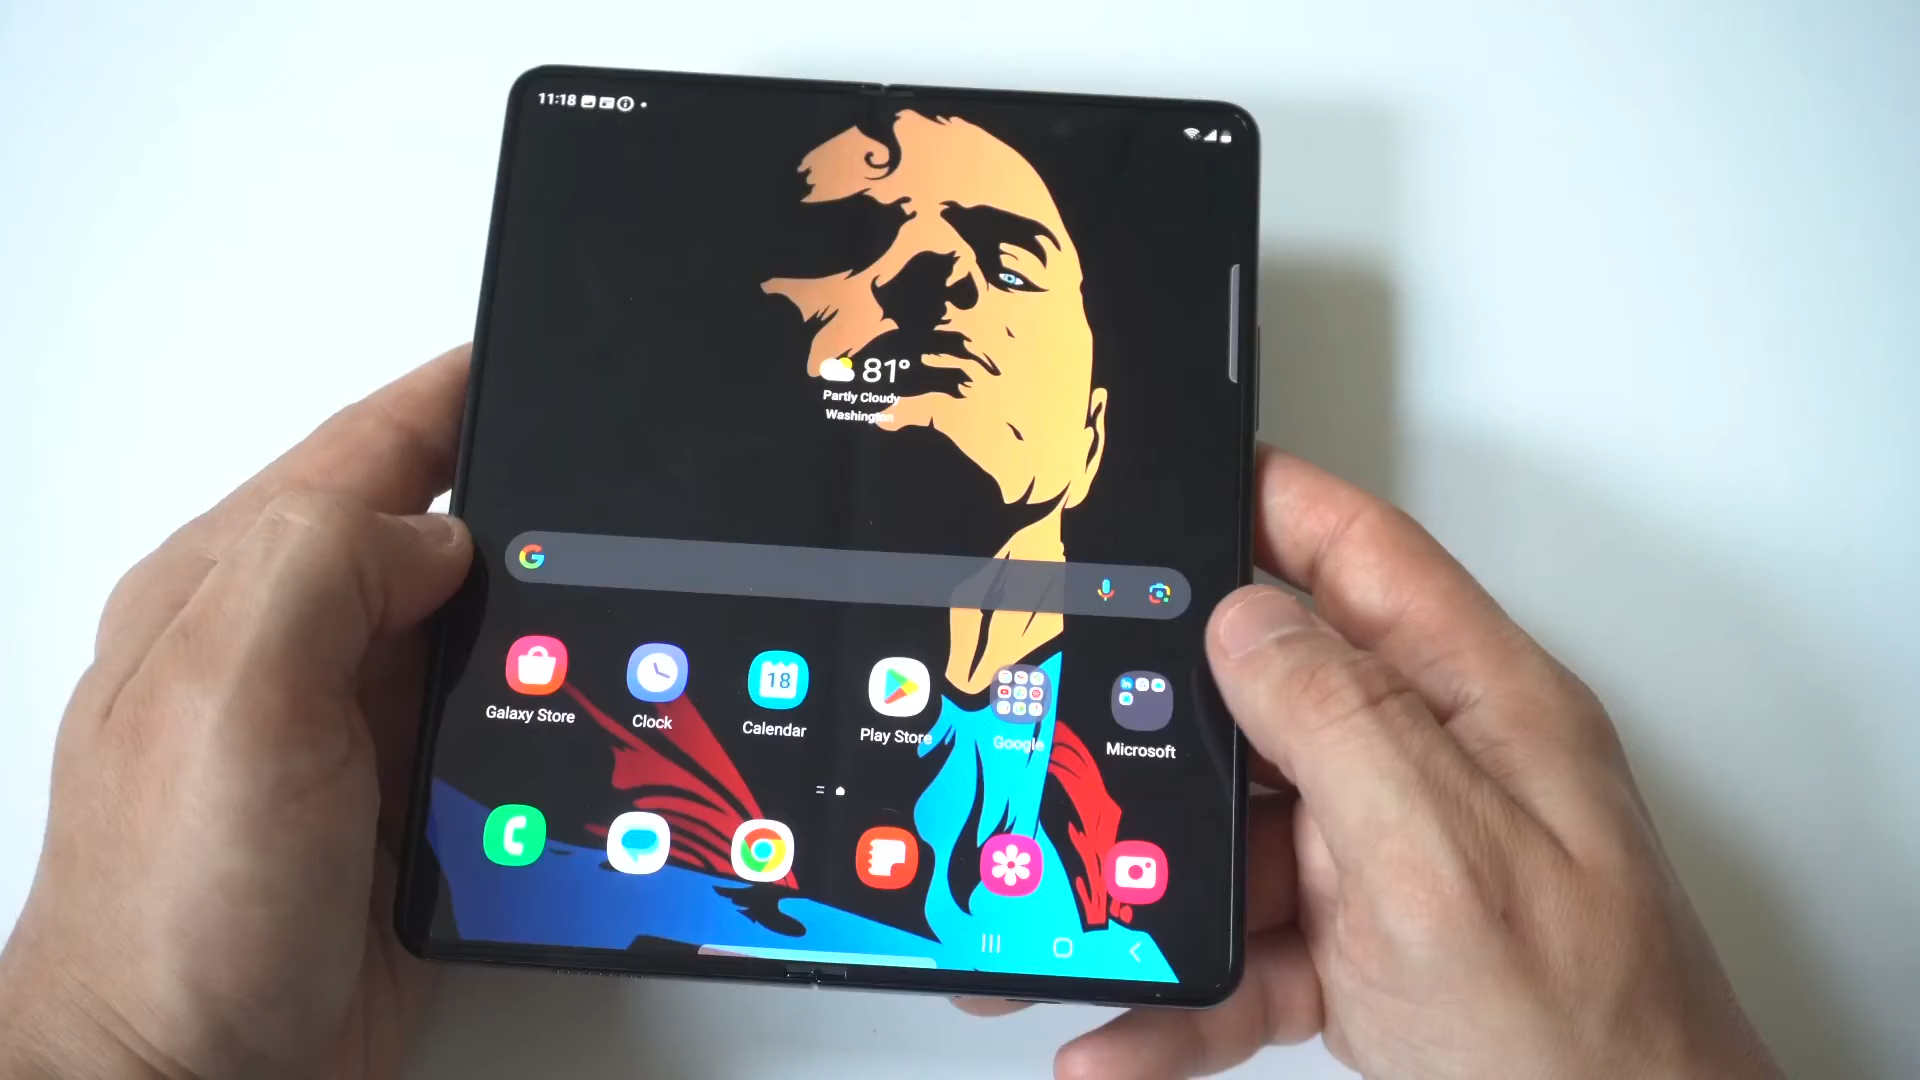 11:18
81°
Partly Cloudy
Washington
Galaxy Store
Clock
18
Calendar
Play Store
Google
Microsoft